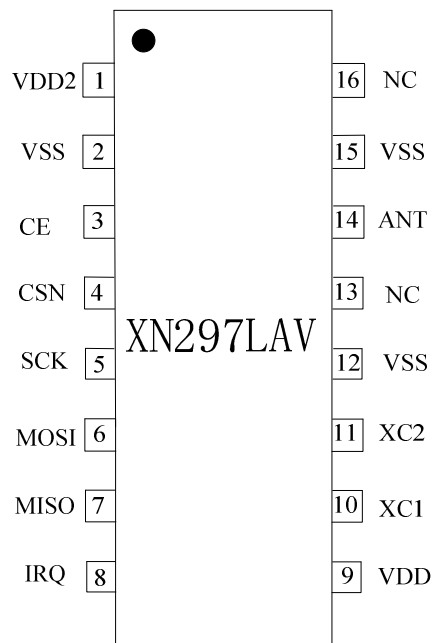 VDD2 1 16 NC
VSS 2 15 VSS
CE 3 14 ANT
CSN 4 13 NC
XN297LAV
SCK 5 12 VSS
MOSI 6 11 XC2
MISO 7 10 XC1
IRQ 8 9 VDD